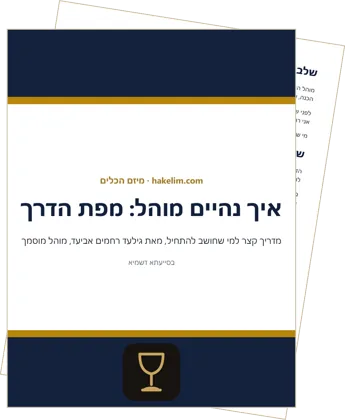 מיזם הכלים · hakelim.com
איך נהיים מוהל: מפת הדרך
מדריך קצר למי שחושב להתחיל, מאת גילעד רחמים אביעד, מוהל מוסמך
בסייעתא דשמיא
שלב